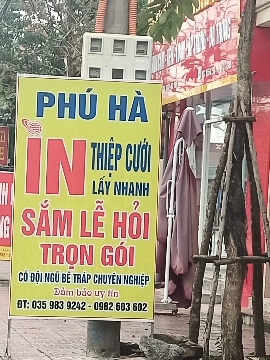 PHÚ HÀ
IN THIỆP CƯỚI
LẤY NHANH
SẮM LỄ HỎI
TRỌN GÓI
CÓ ĐỘI NGŨ BÊ TRÁP CHUYÊN NGHIỆP
Đảm bảo uy tín
ĐT: 035 983 9242 - 0962 603 602